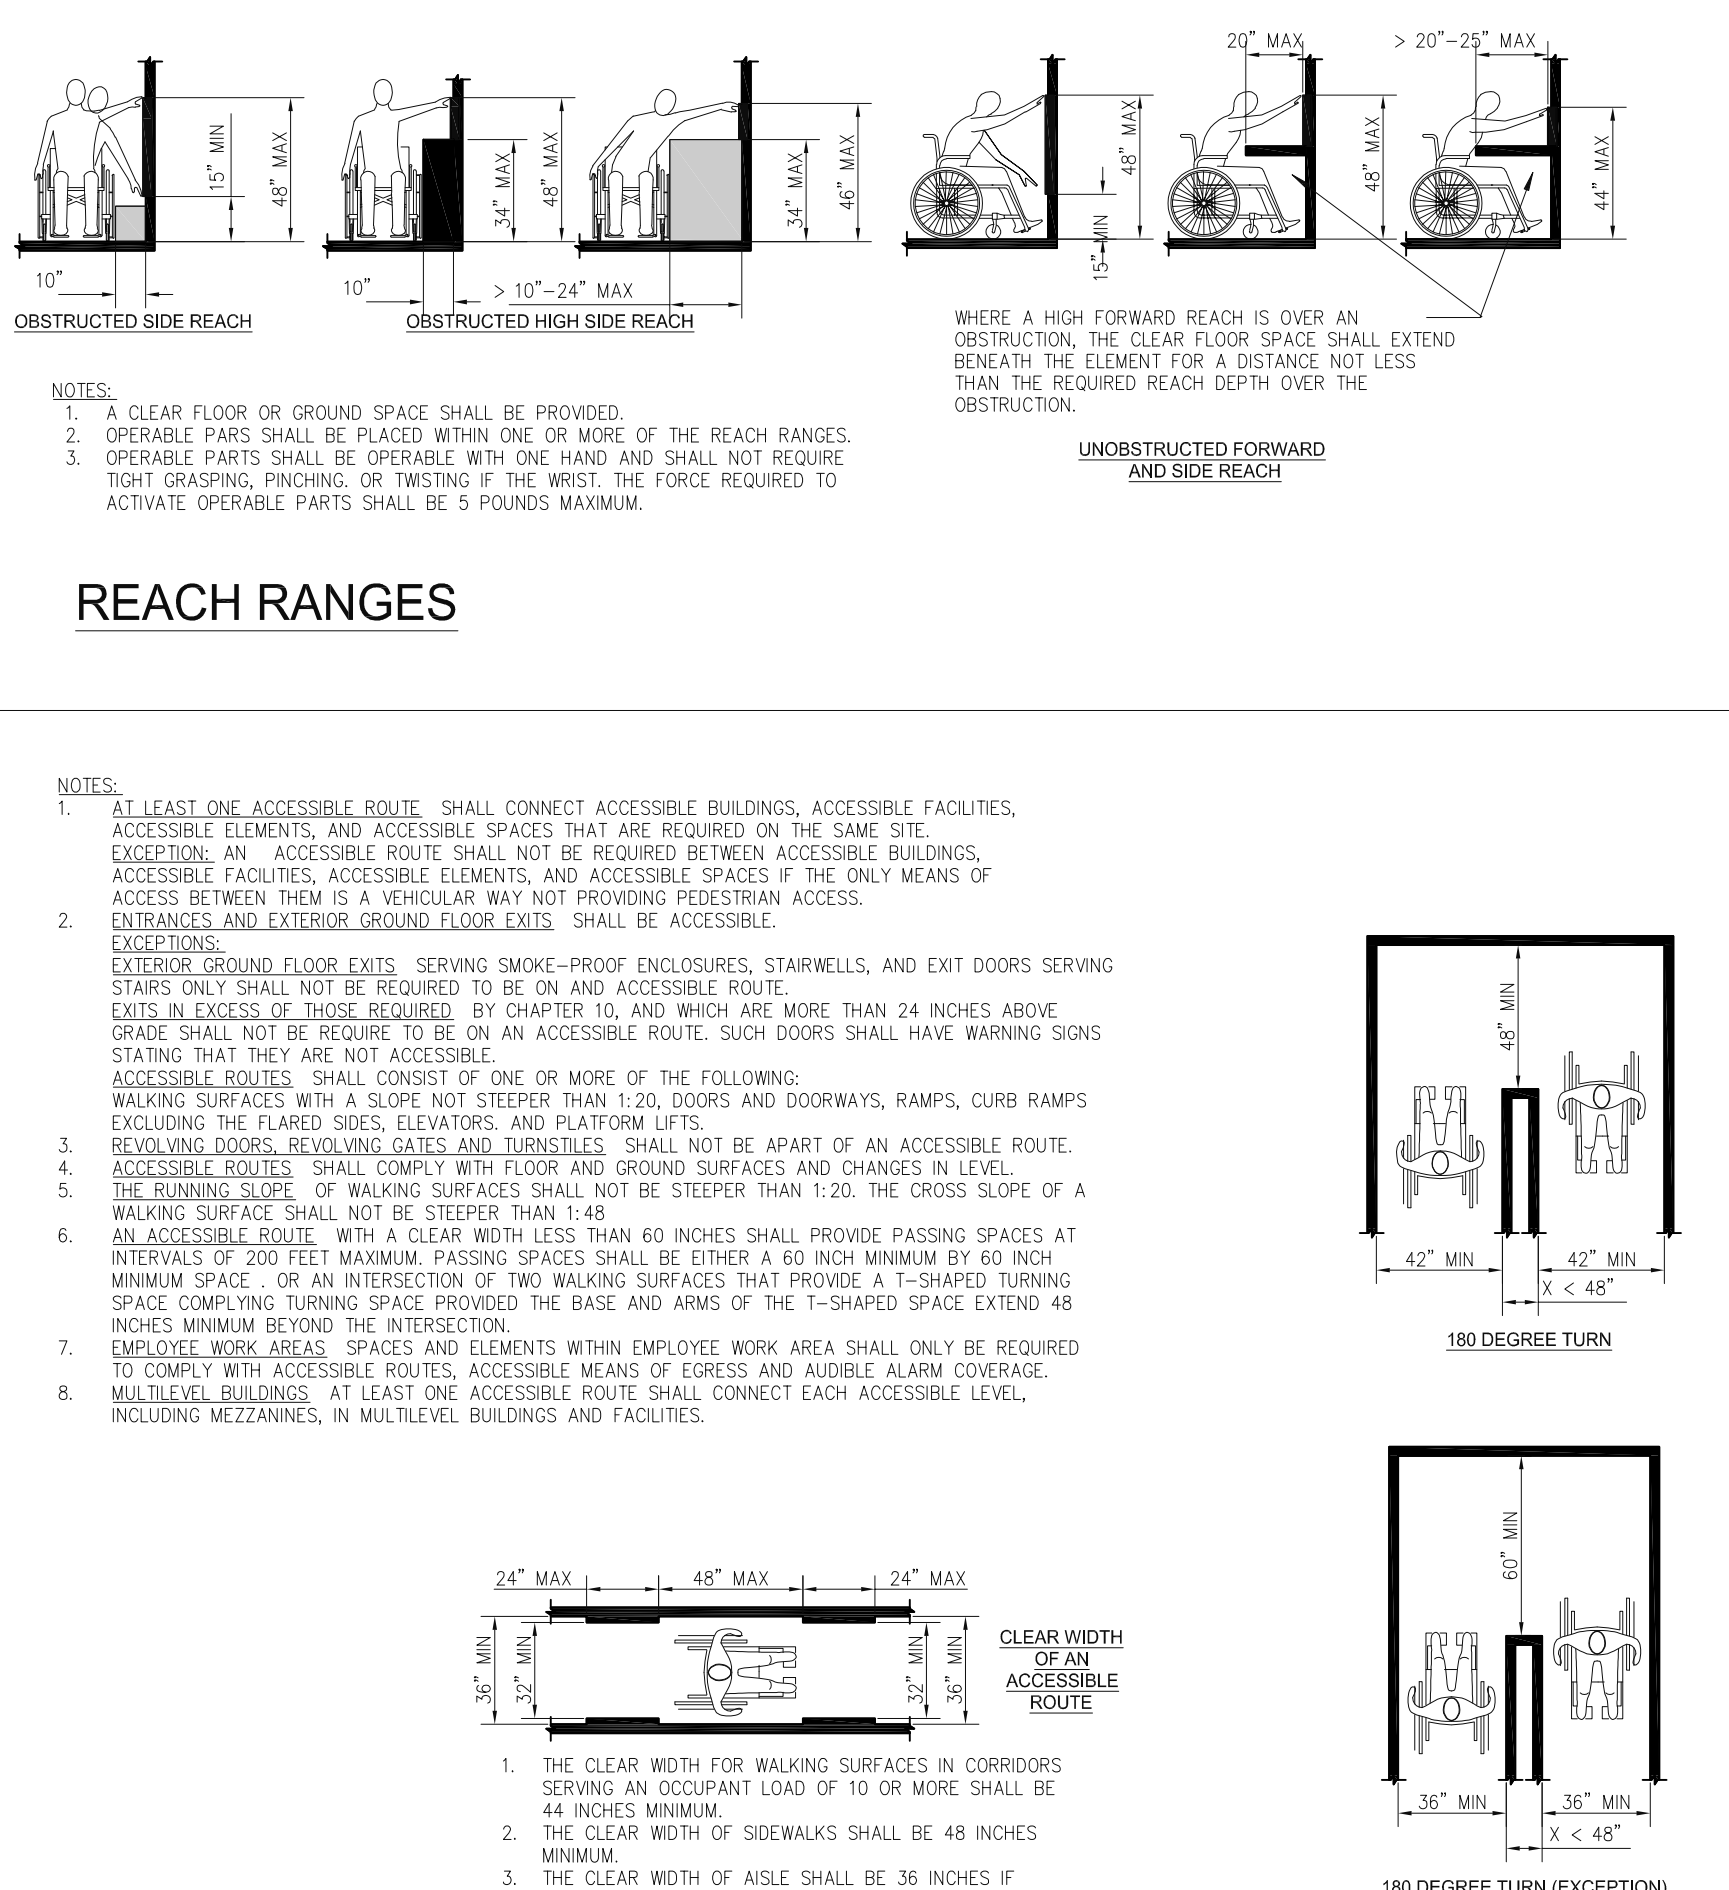 20” MAX
> 20”–25” MAX
15” MIN
48” MAX
34” MAX
48” MAX
34” MAX
46” MAX
48” MAX
15” MIN
48” MAX
44” MAX
10”
10”
> 10”–24” MAX
OBSTRUCTED SIDE REACH
OBSTRUCTED HIGH SIDE REACH
WHERE A HIGH FORWARD REACH IS OVER AN
OBSTRUCTION, THE CLEAR FLOOR SPACE SHALL EXTEND
BENEATH THE ELEMENT FOR A DISTANCE NOT LESS
THAN THE REQUIRED REACH DEPTH OVER THE
OBSTRUCTION.
UNOBSTRUCTED FORWARD
AND SIDE REACH
NOTES:
1. A CLEAR FLOOR OR GROUND SPACE SHALL BE PROVIDED.
2. OPERABLE PARS SHALL BE PLACED WITHIN ONE OR MORE OF THE REACH RANGES.
3. OPERABLE PARTS SHALL BE OPERABLE WITH ONE HAND AND SHALL NOT REQUIRE
TIGHT GRASPING, PINCHING. OR TWISTING IF THE WRIST. THE FORCE REQUIRED TO
ACTIVATE OPERABLE PARTS SHALL BE 5 POUNDS MAXIMUM.
REACH RANGES
NOTES:
1. AT LEAST ONE ACCESSIBLE ROUTE SHALL CONNECT ACCESSIBLE BUILDINGS, ACCESSIBLE FACILITIES,
ACCESSIBLE ELEMENTS, AND ACCESSIBLE SPACES THAT ARE REQUIRED ON THE SAME SITE.
EXCEPTION: AN ACCESSIBLE ROUTE SHALL NOT BE REQUIRED BETWEEN ACCESSIBLE BUILDINGS,
ACCESSIBLE FACILITIES, ACCESSIBLE ELEMENTS, AND ACCESSIBLE SPACES IF THE ONLY MEANS OF
ACCESS BETWEEN THEM IS A VEHICULAR WAY NOT PROVIDING PEDESTRIAN ACCESS.
2. ENTRANCES AND EXTERIOR GROUND FLOOR EXITS SHALL BE ACCESSIBLE.
EXCEPTIONS:
EXTERIOR GROUND FLOOR EXITS SERVING SMOKE–PROOF ENCLOSURES, STAIRWELLS, AND EXIT DOORS SERVING
STAIRS ONLY SHALL NOT BE REQUIRED TO BE ON AND ACCESSIBLE ROUTE.
EXITS IN EXCESS OF THOSE REQUIRED BY CHAPTER 10, AND WHICH ARE MORE THAN 24 INCHES ABOVE
GRADE SHALL NOT BE REQUIRE TO BE ON AN ACCESSIBLE ROUTE. SUCH DOORS SHALL HAVE WARNING SIGNS
STATING THAT THEY ARE NOT ACCESSIBLE.
ACCESSIBLE ROUTES SHALL CONSIST OF ONE OR MORE OF THE FOLLOWING:
WALKING SURFACES WITH A SLOPE NOT STEEPER THAN 1:20, DOORS AND DOORWAYS, RAMPS, CURB RAMPS
EXCLUDING THE FLARED SIDES, ELEVATORS. AND PLATFORM LIFTS.
3. REVOLVING DOORS, REVOLVING GATES AND TURNSTILES SHALL NOT BE APART OF AN ACCESSIBLE ROUTE.
4. ACCESSIBLE ROUTES SHALL COMPLY WITH FLOOR AND GROUND SURFACES AND CHANGES IN LEVEL.
5. THE RUNNING SLOPE OF WALKING SURFACES SHALL NOT BE STEEPER THAN 1:20. THE CROSS SLOPE OF A
WALKING SURFACE SHALL NOT BE STEEPER THAN 1:48
6. AN ACCESSIBLE ROUTE WITH A CLEAR WIDTH LESS THAN 60 INCHES SHALL PROVIDE PASSING SPACES AT
INTERVALS OF 200 FEET MAXIMUM. PASSING SPACES SHALL BE EITHER A 60 INCH MINIMUM BY 60 INCH
MINIMUM SPACE . OR AN INTERSECTION OF TWO WALKING SURFACES THAT PROVIDE A T–SHAPED TURNING
SPACE COMPLYING TURNING SPACE PROVIDED THE BASE AND ARMS OF THE T–SHAPED SPACE EXTEND 48
INCHES MINIMUM BEYOND THE INTERSECTION.
7. EMPLOYEE WORK AREAS SPACES AND ELEMENTS WITHIN EMPLOYEE WORK AREA SHALL ONLY BE REQUIRED
TO COMPLY WITH ACCESSIBLE ROUTES, ACCESSIBLE MEANS OF EGRESS AND AUDIBLE ALARM COVERAGE.
8. MULTILEVEL BUILDINGS AT LEAST ONE ACCESSIBLE ROUTE SHALL CONNECT EACH ACCESSIBLE LEVEL,
INCLUDING MEZZANINES, IN MULTILEVEL BUILDINGS AND FACILITIES.
48” MIN
42” MIN
42” MIN
X < 48”
180 DEGREE TURN
24” MAX
48” MAX
24” MAX
36” MIN
32” MIN
32” MIN
36” MIN
CLEAR WIDTH
OF AN
ACCESSIBLE
ROUTE
1. THE CLEAR WIDTH FOR WALKING SURFACES IN CORRIDORS
SERVING AN OCCUPANT LOAD OF 10 OR MORE SHALL BE
44 INCHES MINIMUM.
2. THE CLEAR WIDTH OF SIDEWALKS SHALL BE 48 INCHES
MINIMUM.
3. THE CLEAR WIDTH OF AISLE SHALL BE 36 INCHES IF
60” MIN
36” MIN
36” MIN
X < 48”
180 DEGREE TURN (EXCEPTION)